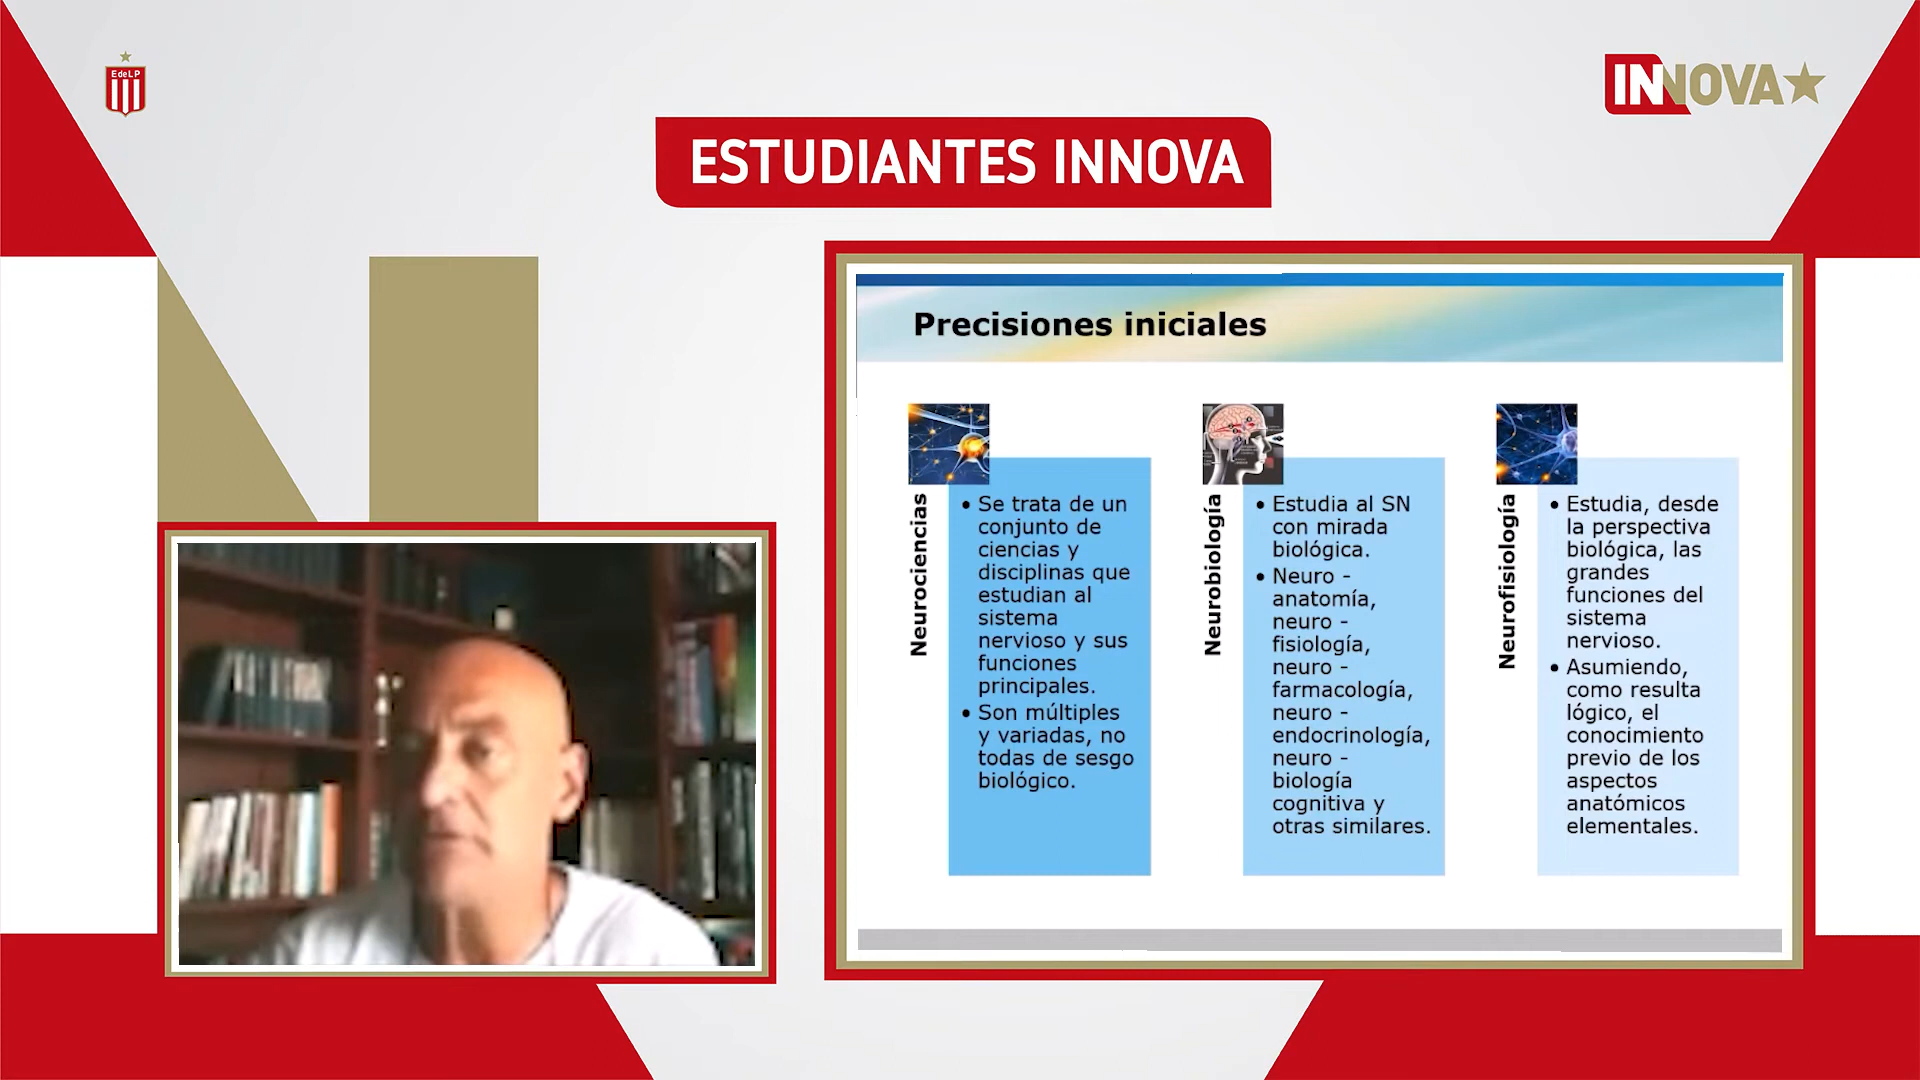 EdeLP
INNOVA
ESTUDIANTES INNOVA
Precisiones iniciales
Neurociencias
• Se trata de un
conjunto de
ciencias y
disciplinas que
estudian al
sistema
nervioso y sus
funciones
principales.
• Son múltiples
y variadas, no
todas de sesgo
biológico.
Neurobiología
• Estudia al SN
con mirada
biológica.
• Neuro -
anatomía,
neuro -
fisiología,
neuro -
farmacología,
neuro -
endocrinología,
neuro -
biología
cognitiva y
otras similares.
Neurofisiología
• Estudia, desde
la perspectiva
biológica, las
grandes
funciones del
sistema
nervioso.
• Asumiendo,
como resulta
lógico, el
conocimiento
previo de los
aspectos
anatómicos
elementales.